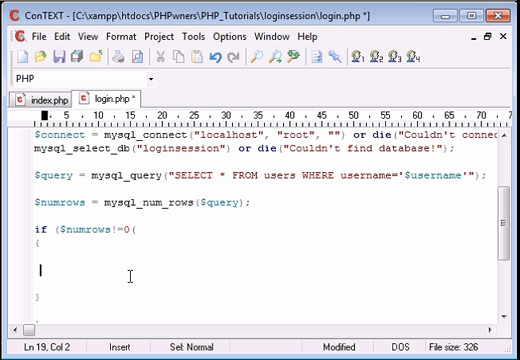 ConTEXT - [C:\xampp\htdocs\PHPwners\PHP_Tutorials\loginsession\login.php *]
File Edit View Format Project Tools Options Window Help
PHP
index.php login.php *
0 5 10 15 20 25 30 35 40 45 50 55 60 65 70
$connect = mysql_connect("localhost", "root", "") or die("Couldn't connec
mysql_select_db("loginsession") or die("Couldn't find database!");
$query = mysql_query("SELECT * FROM users WHERE username='$username'");
$numrows = mysql_num_rows($query);
if ($numrows!=0(
{
}
Ln 19, Col 2 Insert Sel: Normal Modified DOS File size: 326